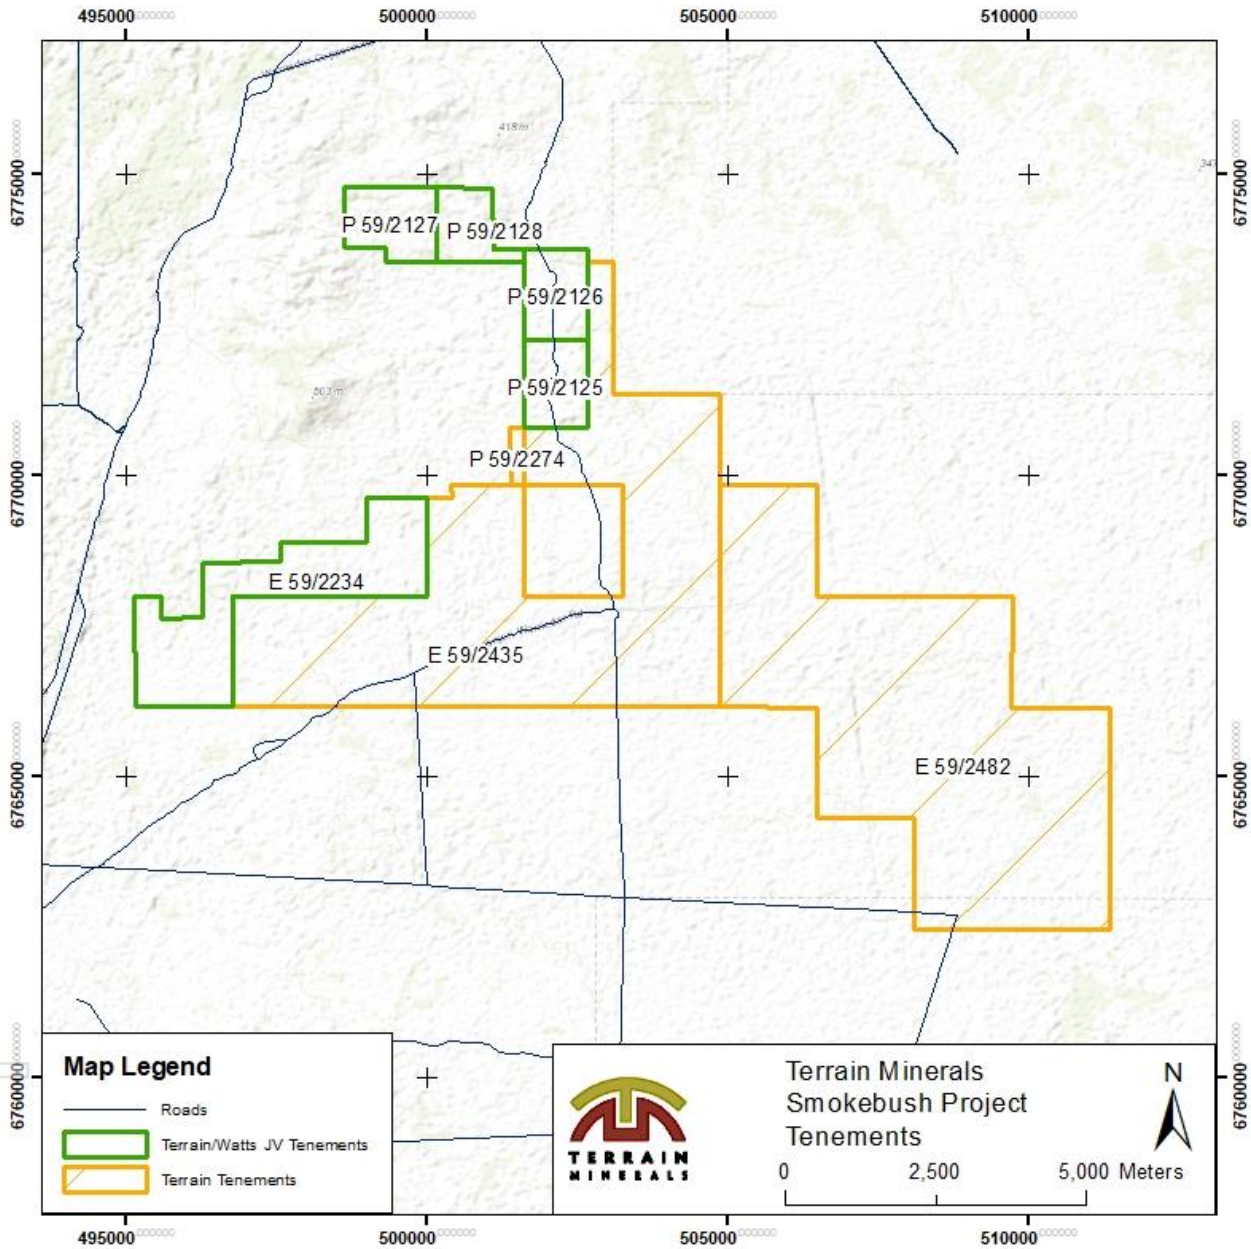 495000 500000 505000 510000
6775000 6775000
418m
P 59/2127 P 59/2128
P 59/2126
P 59/2125
P 59/2274
6770000 6770000
E 59/2234
E 59/2435
E 59/2482
6765000 6765000
Map Legend
Roads
Terrain/Watts JV Tenements
Terrain Tenements
TERRAIN
MINERALS
Terrain Minerals
Smokebush Project
Tenements
N
0 2,500 5,000 Meters
6760000 6760000
495000 500000 505000 510000